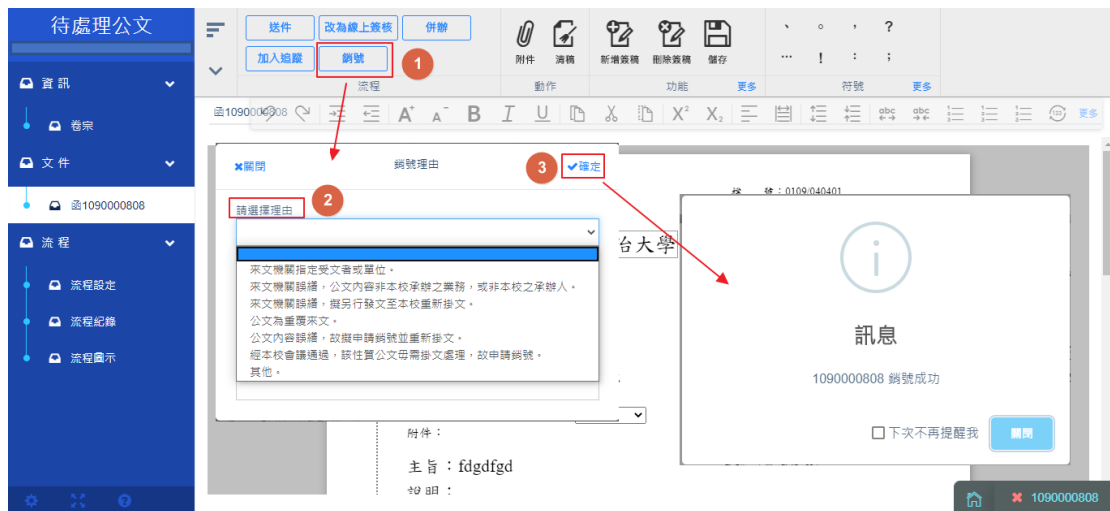 待處理公文
資訊
卷宗
文件
函1090000808
流程
流程設定
流程紀錄
流程圖示
送件 改為線上簽核 併辦
加入追蹤 銷號 1
流程
附件 清稿
動作
新增簽稿 刪除簽稿 儲存
功能 更多
、 。 , ?
… ! : ;
符號 更多
函1090000808
A+ A- B I U X² X₂ abc abc 更多
✖關閉 銷號理由 3 ✔確定
請選擇理由 2
來文機關指定受文者或單位。
來文機關誤繕,公文內容非本校承辦之業務,或非本校之承辦人。
來文機關誤繕,擬另行發文至本校重新掛文。
公文為重覆來文。
公文內容誤繕,故擬申請銷號並重新掛文。
經本校會議通過,該性質公文毋需掛文處理,故申請銷號。
其他。
檔 號:0109/040401
治大學
附件:
主旨:fdgdfgd
說明:
i
訊息
1090000808 銷號成功
下次不再提醒我 關閉
✖ 1090000808